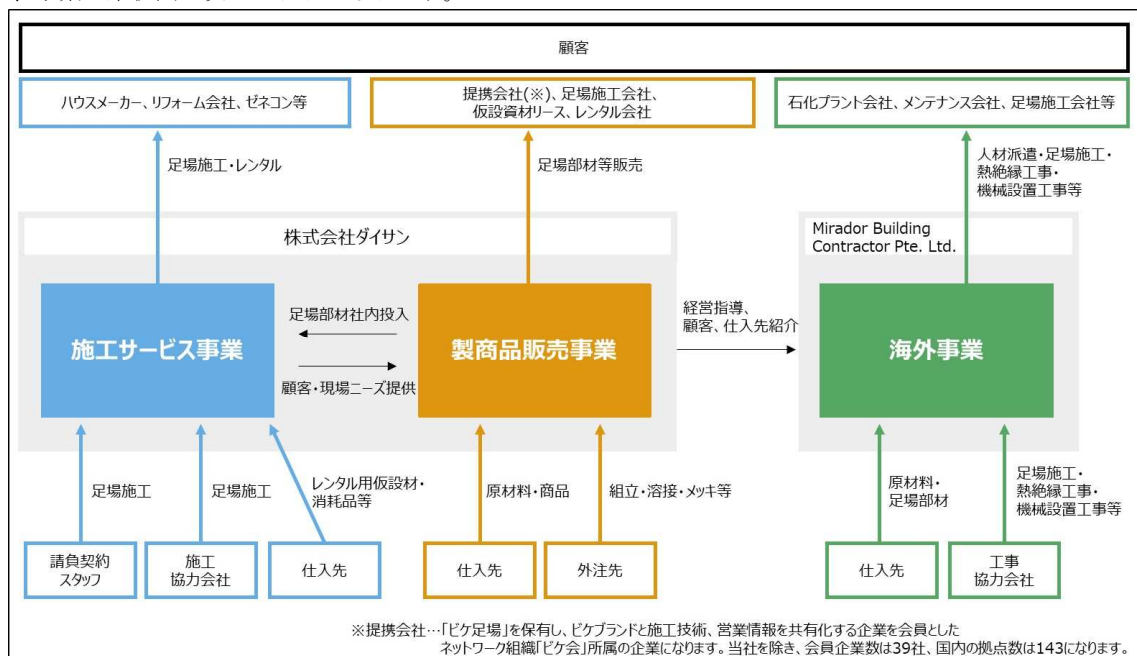 顧客
ハウスメーカー、リフォーム会社、ゼネコン等
提携会社(※)、足場施工会社、
仮設資材リース、レンタル会社
石化プラント会社、メンテナンス会社、足場施工会社等
足場施工・レンタル
足場部材等販売
人材派遣・足場施工・
熱絶縁工事・
機械設置工事等
株式会社ダイサン
Mirador Building
Contractor Pte. Ltd.
施工サービス事業
足場部材社内投入
顧客・現場ニーズ提供
製商品販売事業
経営指導、
顧客、仕入先紹介
海外事業
足場施工
足場施工
レンタル用仮設材・
消耗品等
原材料・商品
組立・溶接・メッキ等
原材料・
足場部材
足場施工・
熱絶縁工事・
機械設置工事等
請負契約
スタッフ
施工
協力会社
仕入先
仕入先
外注先
仕入先
工事
協力会社
※提携会社…「ビケ足場」を保有し、ビケブランドと施工技術、営業情報を共有化する企業を会員とした
ネットワーク組織「ビケ会」所属の企業になります。当社を除き、会員企業数は39社、国内の拠点数は143になります。